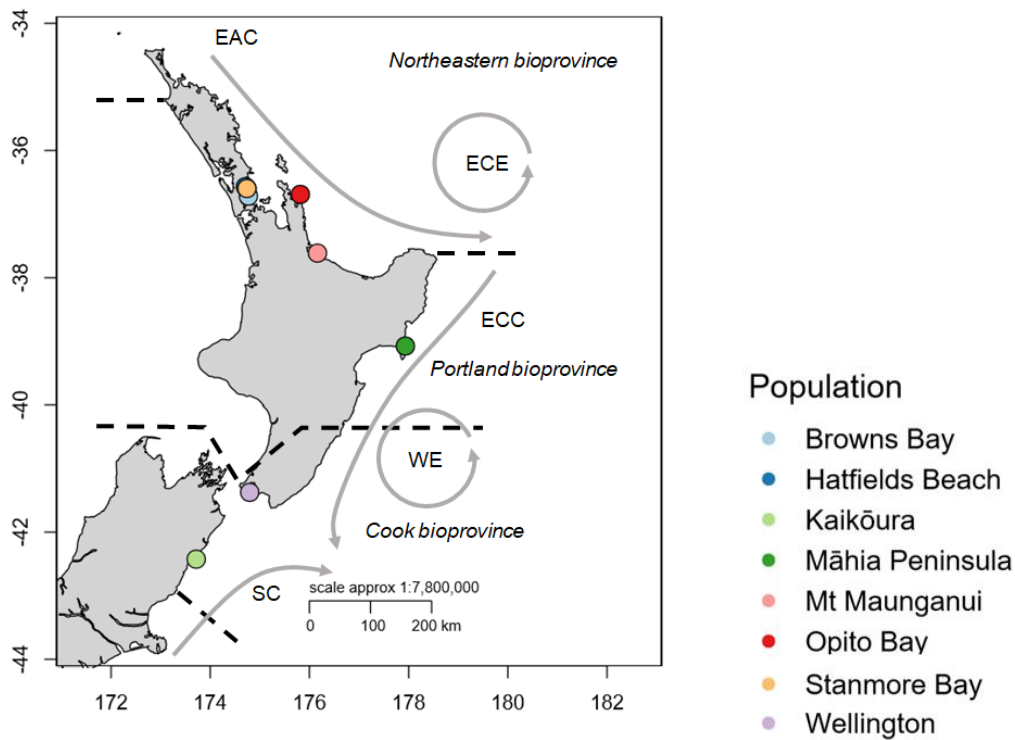 -34
-36
-38
-40
-42
-44
EAC
Northeastern bioprovince
ECE
ECC
Portland bioprovince
WE
Cook bioprovince
SC
scale approx 1:7,800,000
0 100 200 km
172 174 176 178 180 182
Population
Browns Bay
Hatfields Beach
Kaikōura
Māhia Peninsula
Mt Maunganui
Opito Bay
Stanmore Bay
Wellington